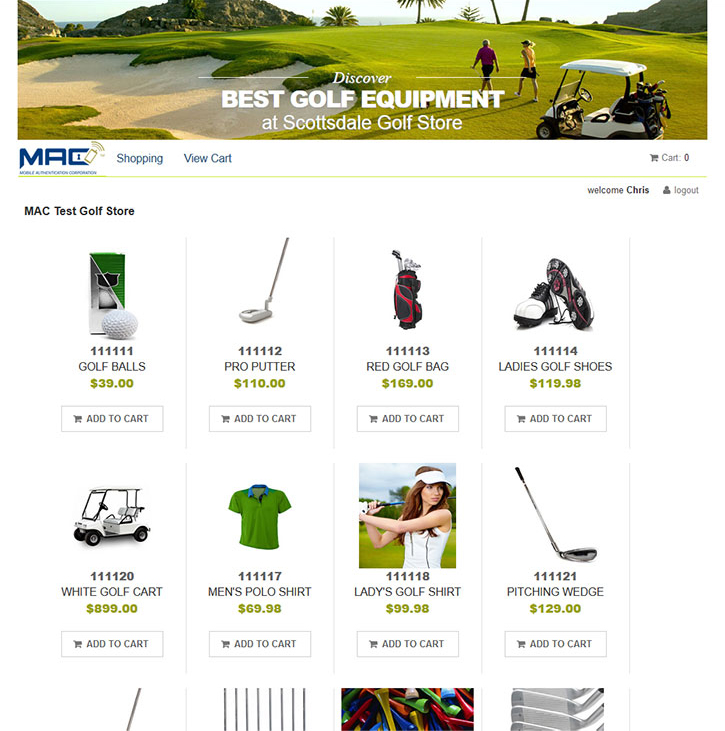 Discover
BEST GOLF EQUIPMENT
at Scottsdale Golf Store
MAC
MOBILE AUTHENTICATION CORPORATION
Shopping
View Cart
Cart: 0
welcome Chris
logout
MAC Test Golf Store
111111
GOLF BALLS
$39.00
ADD TO CART
111112
PRO PUTTER
$110.00
ADD TO CART
111113
RED GOLF BAG
$169.00
ADD TO CART
111114
LADIES GOLF SHOES
$119.98
ADD TO CART
111120
WHITE GOLF CART
$899.00
ADD TO CART
111117
MEN'S POLO SHIRT
$69.98
ADD TO CART
111118
LADY'S GOLF SHIRT
$99.98
ADD TO CART
111121
PITCHING WEDGE
$129.00
ADD TO CART